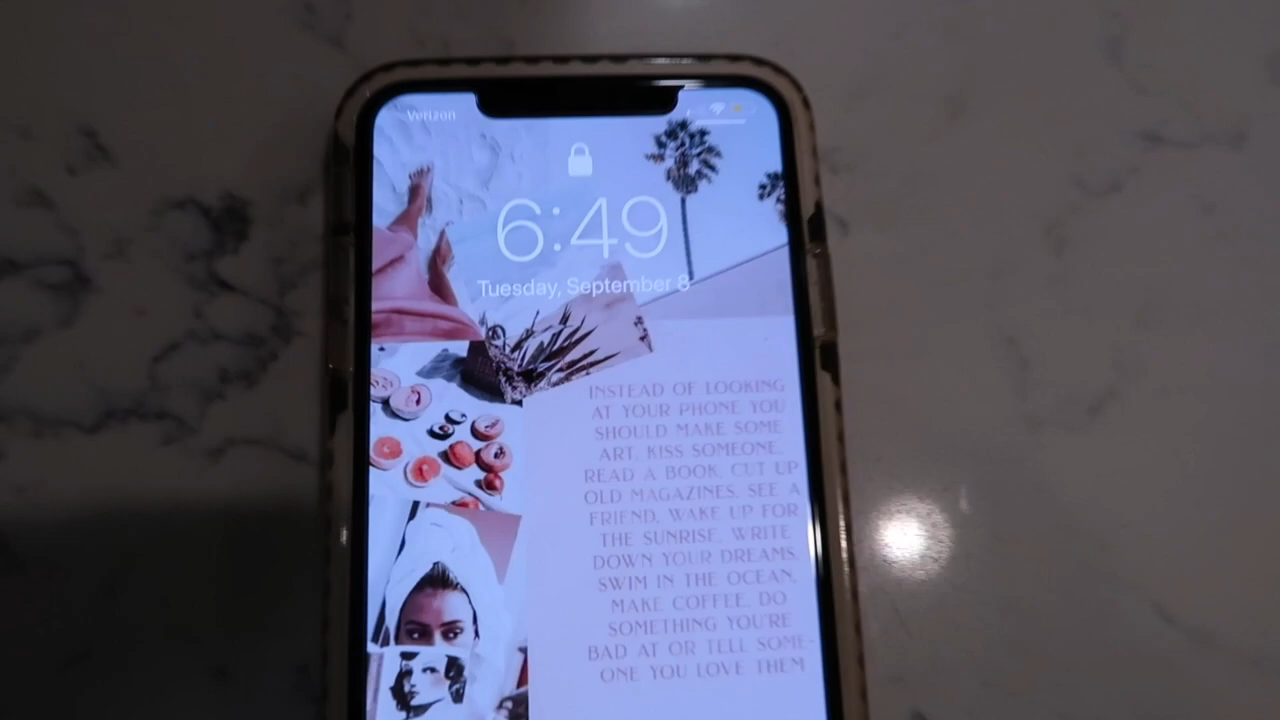 Verizon
6:49
Tuesday, September 8
INSTEAD OF LOOKING
AT YOUR PHONE YOU
SHOULD MAKE SOME
ART. KISS SOMEONE.
READ A BOOK. CUT UP
OLD MAGAZINES. SEE A
FRIEND. WAKE UP FOR
THE SUNRISE. WRITE
DOWN YOUR DREAMS.
SWIM IN THE OCEAN.
MAKE COFFEE. DO
SOMETHING YOU'RE
BAD AT OR TELL SOME-
ONE YOU LOVE THEM